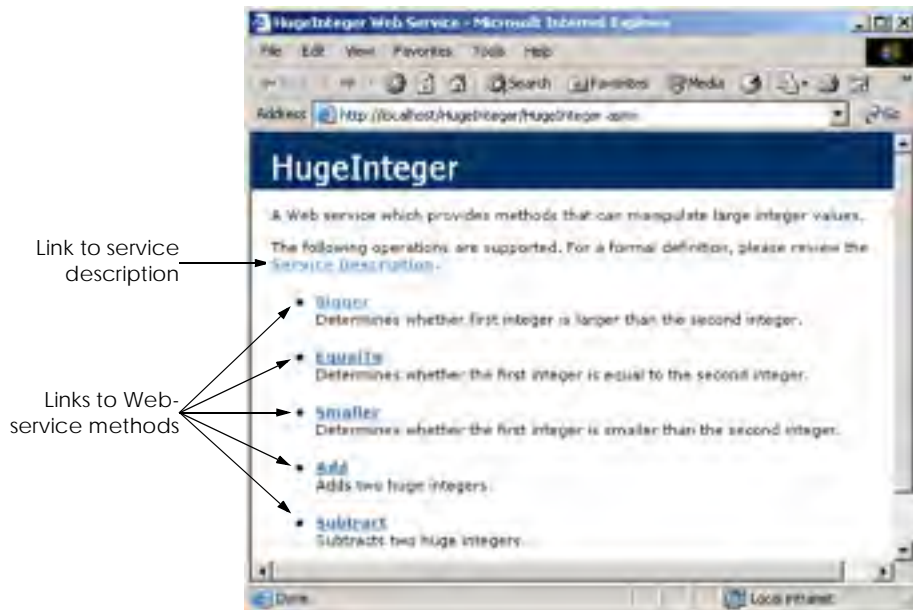 HugeInteger Web Service - Microsoft Internet Explorer
File Edit View Favorites Tools Help
Search Favorites Media
Address http://localhost/HugeInteger/HugeInteger.asmx Go
HugeInteger
A Web service which provides methods that can manipulate large integer values.
The following operations are supported. For a formal definition, please review the
Service Description.
Link to service
description
• Bigger
Determines whether first integer is larger than the second integer.
• EqualTo
Determines whether the first integer is equal to the second integer.
Links to Web-
service methods
• Smaller
Determines whether the first integer is smaller than the second integer.
• Add
Adds two huge integers.
• Subtract
Subtracts two huge integers.
Done
Local intranet